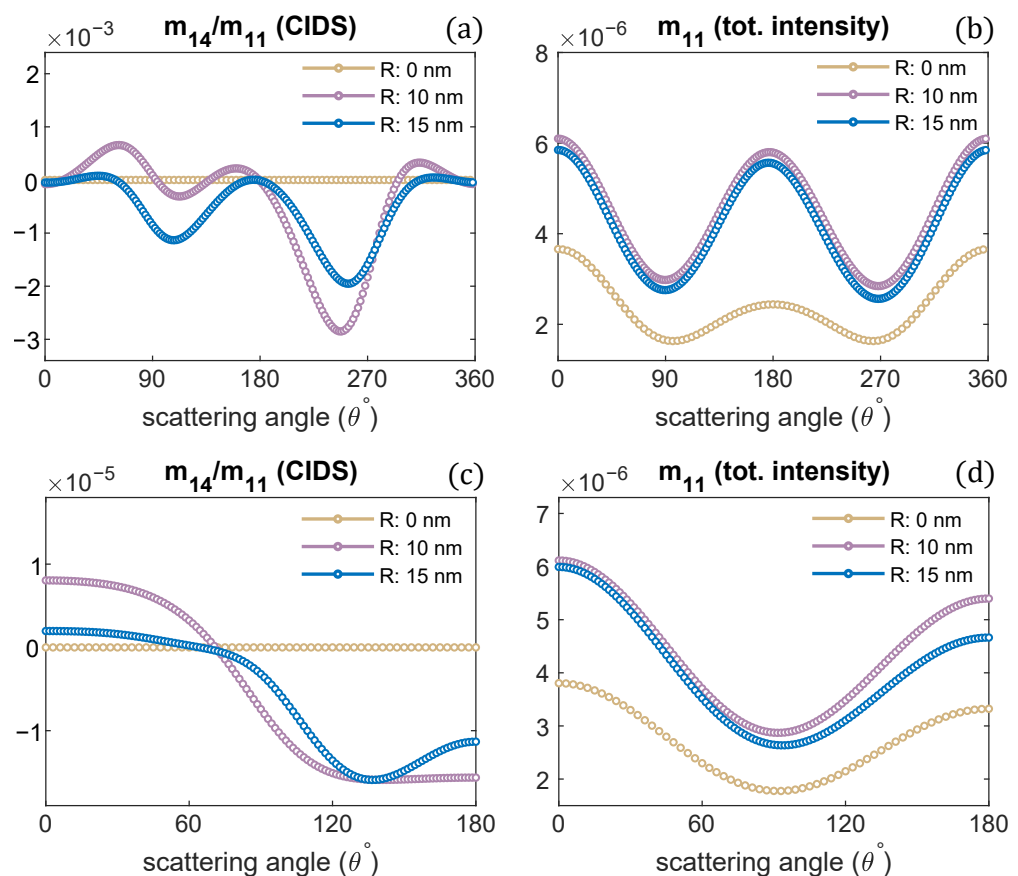 m₁₄/m₁₁ (CIDS) (a)
×10⁻³
2
1
0
−1
−2
−3
R: 0 nm
R: 10 nm
R: 15 nm
0 90 180 270 360
scattering angle (θ°)
m₁₁ (tot. intensity) (b)
×10⁻⁶
8
6
4
2
R: 0 nm
R: 10 nm
R: 15 nm
0 90 180 270 360
scattering angle (θ°)
m₁₄/m₁₁ (CIDS) (c)
×10⁻⁵
1
0
−1
R: 0 nm
R: 10 nm
R: 15 nm
0 60 120 180
scattering angle (θ°)
m₁₁ (tot. intensity) (d)
×10⁻⁶
7
6
5
4
3
2
R: 0 nm
R: 10 nm
R: 15 nm
0 60 120 180
scattering angle (θ°)